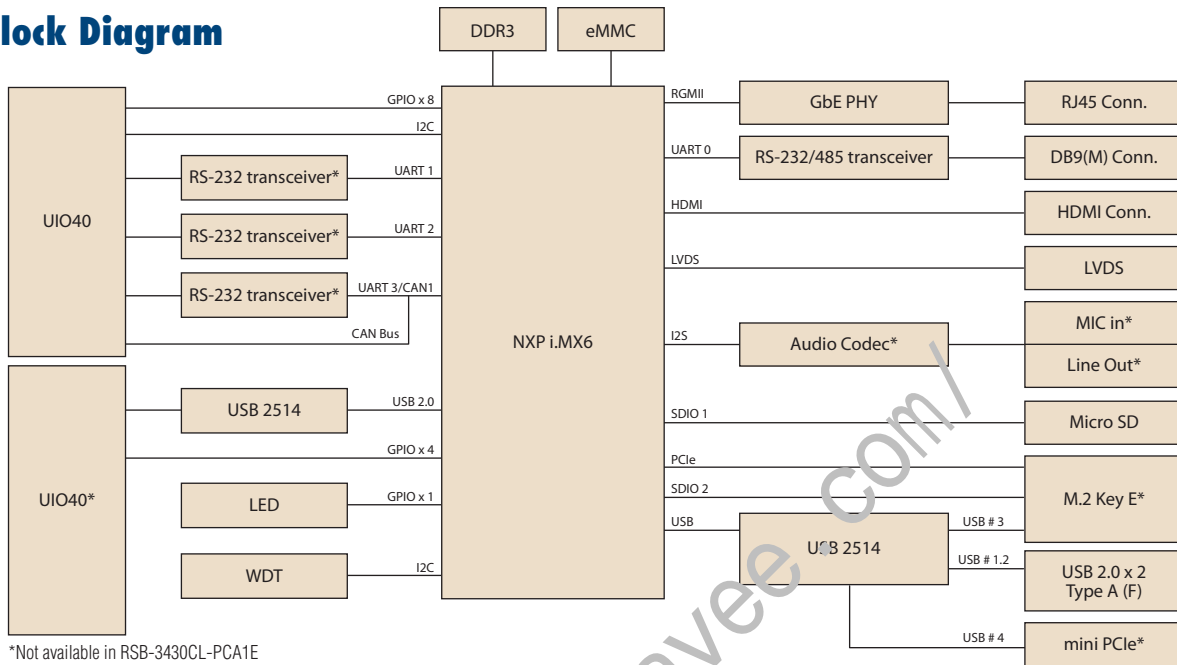 lock Diagram
DDR3
eMMC
UIO40
GPIO x 8
I2C
RS-232 transceiver*
UART 1
RS-232 transceiver*
UART 2
RS-232 transceiver*
UART 3/CAN1
CAN Bus
UIO40*
USB 2514
USB 2.0
GPIO x 4
LED
GPIO x 1
WDT
I2C
NXP i.MX6
RGMII
GbE PHY
RJ45 Conn.
UART 0
RS-232/485 transceiver
DB9(M) Conn.
HDMI
HDMI Conn.
LVDS
LVDS
I2S
Audio Codec*
MIC in*
Line Out*
SDIO 1
Micro SD
PCIe
SDIO 2
M.2 Key E*
USB
USB 2514
USB # 3
USB # 1.2
USB 2.0 x 2
Type A (F)
USB # 4
mini PCIe*
*Not available in RSB-3430CL-PCA1E